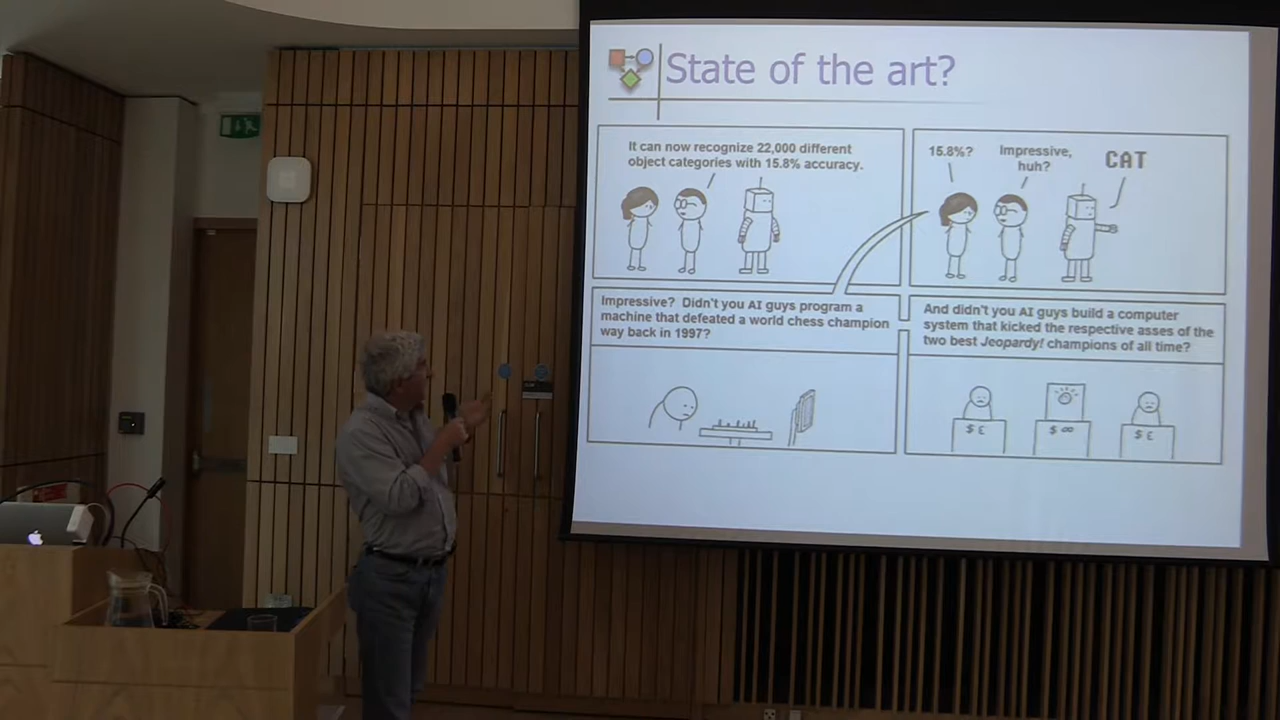 State of the art?
It can now recognize 22,000 different
object categories with 15.8% accuracy.
15.8%?
Impressive,
huh?
CAT
Impressive? Didn't you AI guys program a
machine that defeated a world chess champion
way back in 1997?
And didn't you AI guys build a computer
system that kicked the respective asses of the
two best Jeopardy! champions of all time?
$ £
$ ∞
$ £